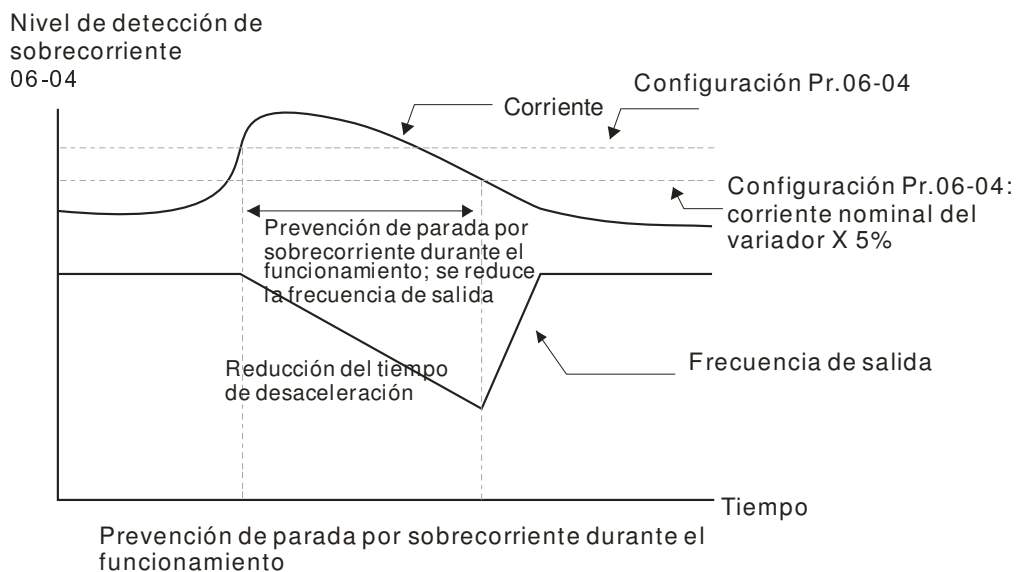 Nivel de detección de
sobrecorriente
06-04
Configuración Pr.06-04
Corriente
Configuración Pr.06-04:
corriente nominal del
variador X 5%
Prevención de parada por
sobrecorriente durante el
funcionamiento; se reduce
la frecuencia de salida
Reducción del tiempo
de desaceleración
Frecuencia de salida
Tiempo
Prevención de parada por sobrecorriente durante el
funcionamiento